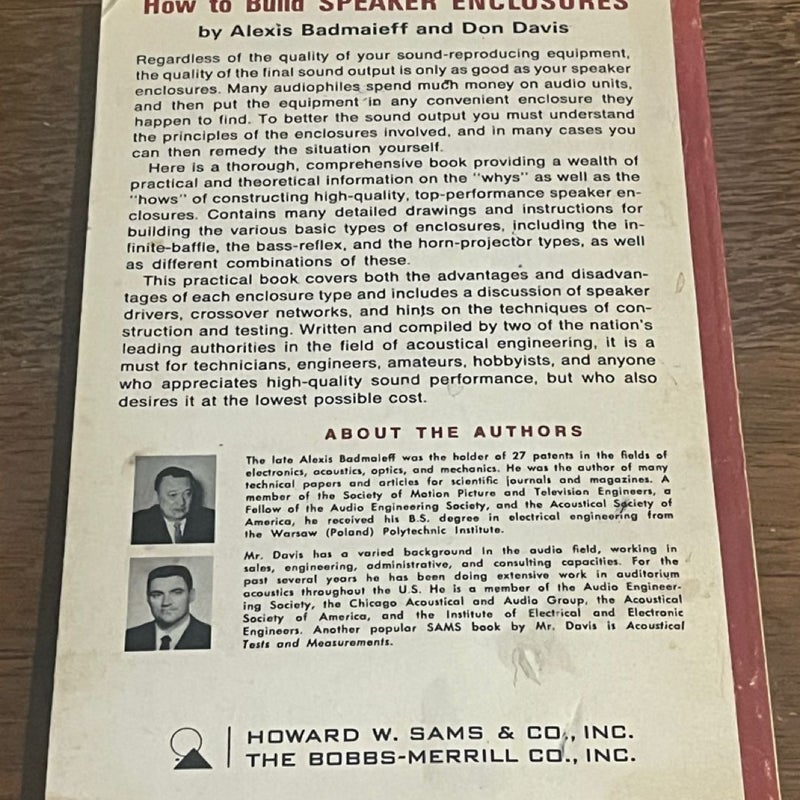 How to Build SPEAKER ENCLOSURES
by Alexis Badmaieff and Don Davis
Regardless of the quality of your sound-reproducing equipment,
the quality of the final sound output is only as good as your speaker
enclosures. Many audiophiles spend much money on audio units,
and then put the equipment in any convenient enclosure they
happen to find. To better the sound output you must understand
the principles of the enclosures involved, and in many cases you
can then remedy the situation yourself.
Here is a thorough, comprehensive book providing a wealth of
practical and theoretical information on the "whys" as well as the
"hows" of constructing high-quality, top-performance speaker en-
closures. Contains many detailed drawings and instructions for
building the various basic types of enclosures, including the in-
finite-baffle, the bass-reflex, and the horn-projector types, as well
as different combinations of these.
This practical book covers both the advantages and disadvan-
tages of each enclosure type and includes a discussion of speaker
drivers, crossover networks, and hints on the techniques of con-
struction and testing. Written and compiled by two of the nation's
leading authorities in the field of acoustical engineering, it is a
must for technicians, engineers, amateurs, hobbyists, and anyone
who appreciates high-quality sound performance, but who also
desires it at the lowest possible cost.
ABOUT THE AUTHORS
The late Alexis Badmaieff was the holder of 27 patents in the fields of
electronics, acoustics, optics, and mechanics. He was the author of many
technical papers and articles for scientific journals and magazines. A
member of the Society of Motion Picture and Television Engineers, a
Fellow of the Audio Engineering Society, and the Acoustical Society of
America, he received his B.S. degree in electrical engineering from
the Warsaw (Poland) Polytechnic Institute.
Mr. Davis has a varied background in the audio field, working in
sales, engineering, administrative, and consulting capacities. For the
past several years he has been doing extensive work in auditorium
acoustics throughout the U.S. He is a member of the Audio Engineer-
ing Society, the Chicago Acoustical and Audio Group, the Acoustical
Society of America, and the Institute of Electrical and Electronic
Engineers. Another popular SAMS book by Mr. Davis is Acoustical
Tests and Measurements.
HOWARD W. SAMS & CO., INC.
THE BOBBS-MERRILL CO., INC.